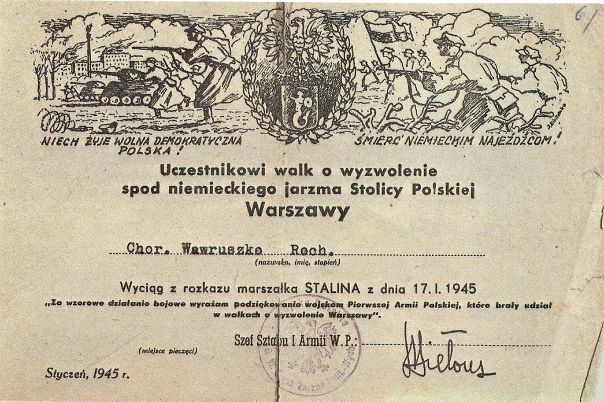 61
NIECH ŻYJE WOLNA DEMOKRATYCZNA
POLSKA!
ŚMIERĆ NIEMIECKIM NAJEŹDŹCOM!
Uczestnikowi walk o wyzwolenie
spod niemieckiego jarzma Stolicy Polskiej
Warszawy
Chor. Wawruszko Roch.
(nazwisko, imię, stopień)
Wyciąg z rozkazu marszałka STALINA z dnia 17. I. 1945
„Za wzorowe działanie bojowe wyrażam podziękowanie wojskom Pierwszej Armii Polskiej, które brały udział
w walkach o wyzwolenie Warszawy”.
Szef Sztabu I Armii W. P.:
(miejsce pieczęci)
Styczeń, 1945 r.